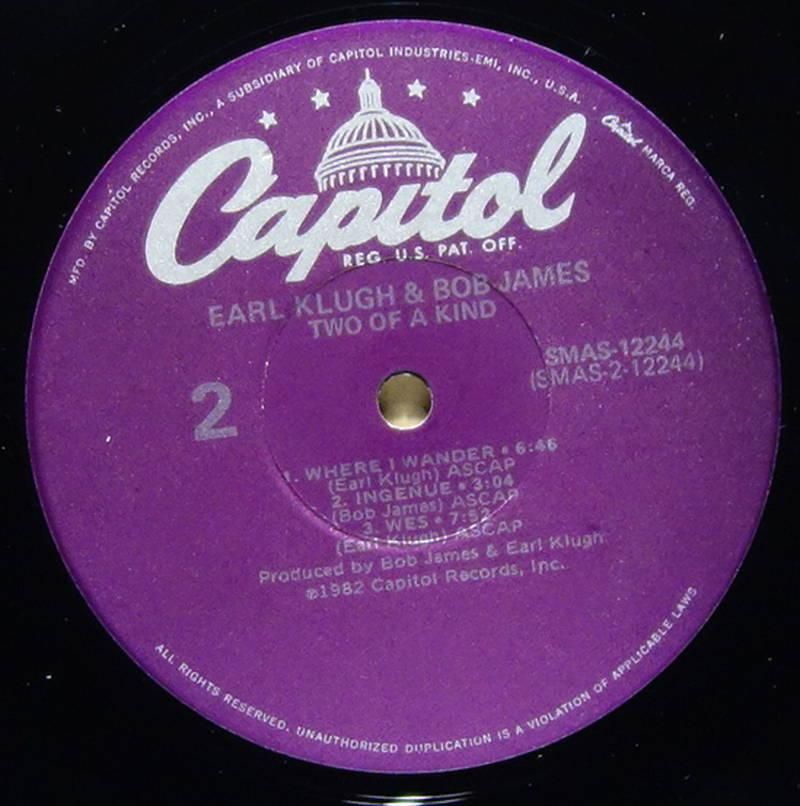 MFD. BY CAPITOL RECORDS, INC., A SUBSIDIARY OF CAPITOL INDUSTRIES-EMI, INC., U.S.A. · Capitol MARCA REG.
Capitol
REG. U.S. PAT. OFF.
EARL KLUGH & BOB JAMES
TWO OF A KIND
SMAS-12244
(SMAS-2-12244)
2
1. WHERE I WANDER • 6:46
(Earl Klugh) ASCAP
2. INGENUE • 3:04
(Bob James) ASCAP
3. WES • 7:52
(Earl Klugh) ASCAP
Produced by Bob James & Earl Klugh
℗1982 Capitol Records, Inc.
ALL RIGHTS RESERVED. UNAUTHORIZED DUPLICATION IS A VIOLATION OF APPLICABLE LAWS